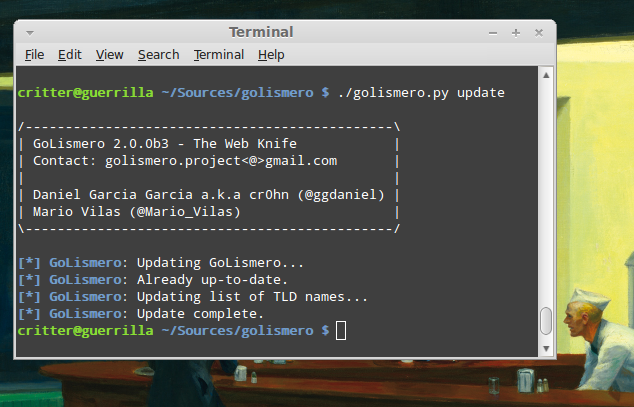 Terminal
File Edit View Search Terminal Help
critter@guerrilla ~/Sources/golismero $ ./golismero.py update
/----------------------------------------------\
| GoLismero 2.0.0b3 - The Web Knife            |
| Contact: golismero.project<@>gmail.com       |
|                                              |
| Daniel Garcia Garcia a.k.a cr0hn (@ggdaniel) |
| Mario Vilas (@Mario_Vilas)                   |
\----------------------------------------------/
[*] GoLismero: Updating GoLismero...
[*] GoLismero: Already up-to-date.
[*] GoLismero: Updating list of TLD names...
[*] GoLismero: Update complete.
critter@guerrilla ~/Sources/golismero $